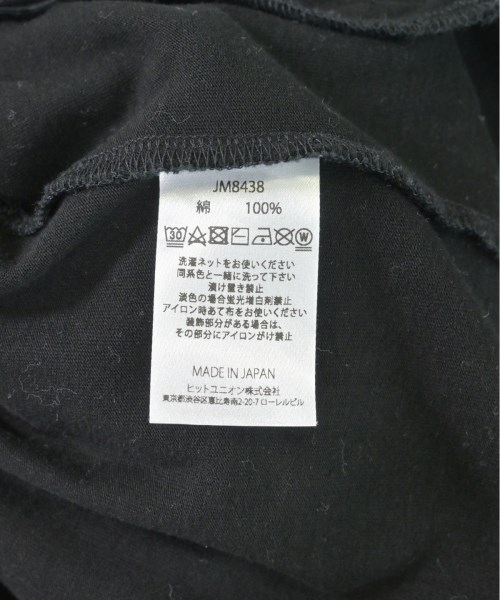 JM8438
綿 100%
30 W
洗濯ネットをお使いください
同系色と一緒に洗って下さい
漬け置き禁止
淡色の場合蛍光増白剤禁止
アイロン時あて布をお使いください
装飾部分がある場合は、
その部分にアイロンがけ禁止
MADE IN JAPAN
ヒットユニオン株式会社
東京都渋谷区恵比寿南2-20-7 ローレルビル